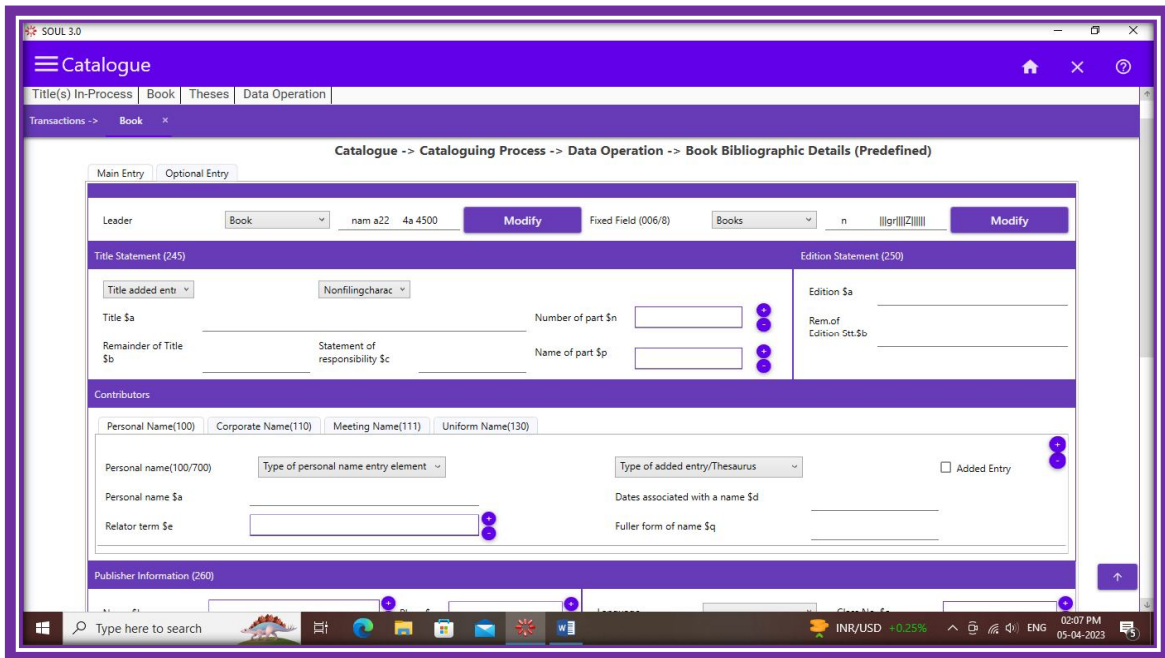 SOUL 3.0
Catalogue
Title(s) In-Process Book Theses Data Operation
Transactions -> Book ×
Catalogue -> Cataloguing Process -> Data Operation -> Book Bibliographic Details (Predefined)
Main Entry Optional Entry
Leader Book nam a22 4a 4500 Modify Fixed Field (006/8) Books n |||gr||||Z|||||| Modify
Title Statement (245) Edition Statement (250)
Title added entr Nonfilingcharac
Edition $a
Title $a Number of part $n
Rem.of
Edition Stt.$b
Remainder of Title
$b
Statement of
responsibility $c
Name of part $p
Contributors
Personal Name(100) Corporate Name(110) Meeting Name(111) Uniform Name(130)
Personal name(100/700) Type of personal name entry element Type of added entry/Thesaurus Added Entry
Personal name $a Dates associated with a name $d
Relator term $e Fuller form of name $q
Publisher Information (260)
Type here to search
INR/USD +0.25% ENG 02:07 PM
05-04-2023
5